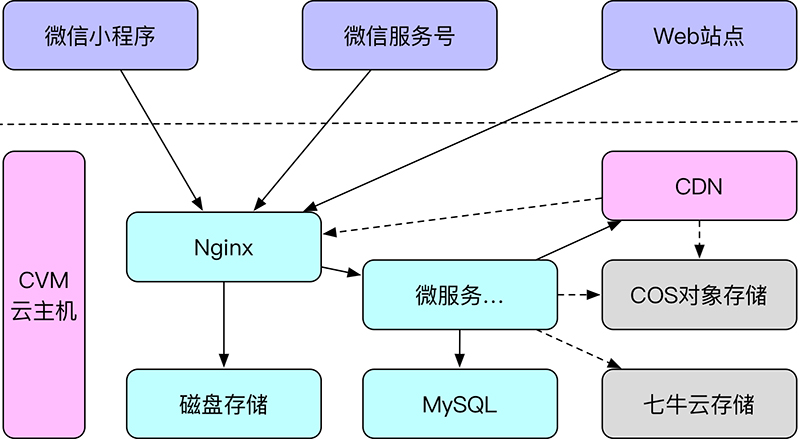 微信小程序
微信服务号
Web站点
CVM
云主机
Nginx
CDN
微服务...
COS对象存储
磁盘存储
MySQL
七牛云存储